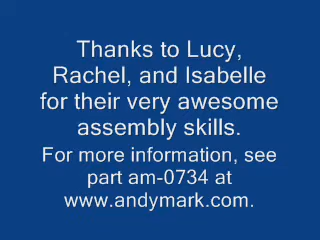 Thanks to Lucy,
Rachel, and Isabelle
for their very awesome
assembly skills.
For more information, see
part am-0734 at
www.andymark.com.